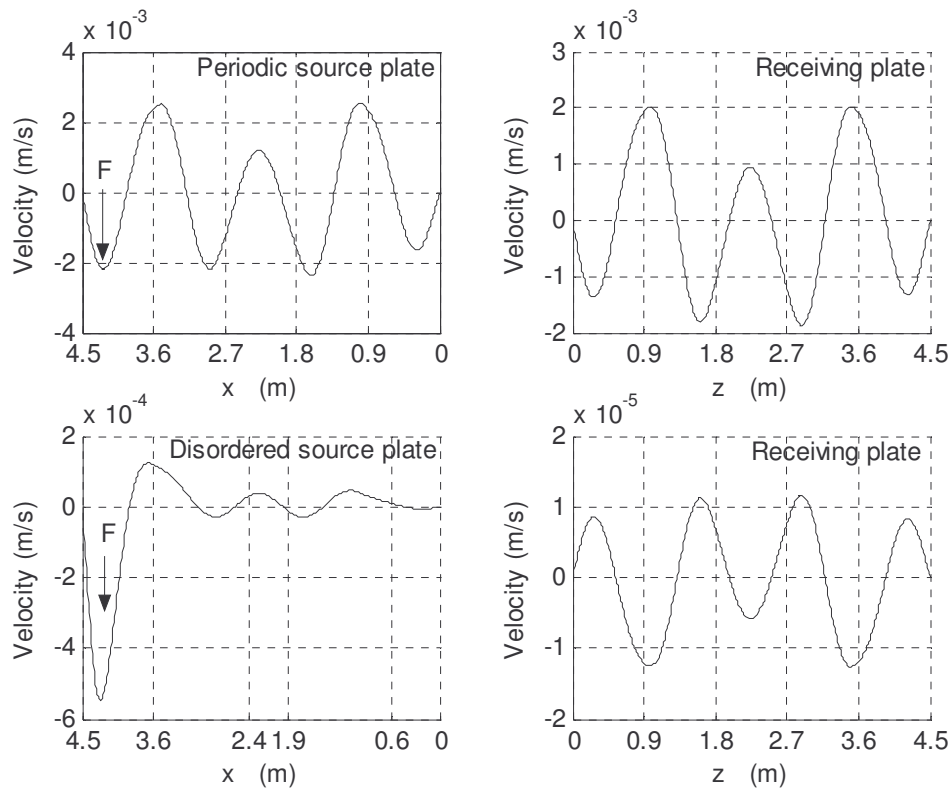 x 10-3
Periodic source plate
Velocity (m/s)
4
2
0
-2
-4
F
4.5 3.6 2.7 1.8 0.9 0
x (m)
x 10-3
Receiving plate
Velocity (m/s)
3
2
1
0
-1
-2
0 0.9 1.8 2.7 3.6 4.5
z (m)
x 10-4
Disordered source plate
Velocity (m/s)
2
0
-2
-4
-6
F
4.5 3.6 2.4 1.9 0.6 0
x (m)
x 10-5
Receiving plate
Velocity (m/s)
2
1
0
-1
-2
0 0.9 1.8 2.7 3.6 4.5
z (m)